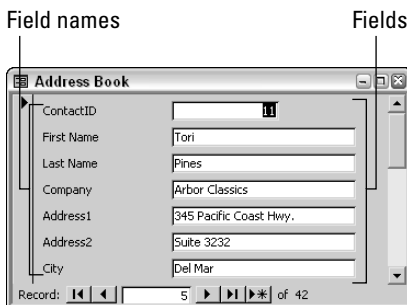 Field names Fields
Address Book
ContactID 11
First Name Tori
Last Name Pines
Company Arbor Classics
Address1 345 Pacific Coast Hwy.
Address2 Suite 3232
City Del Mar
Record: 5 of 42